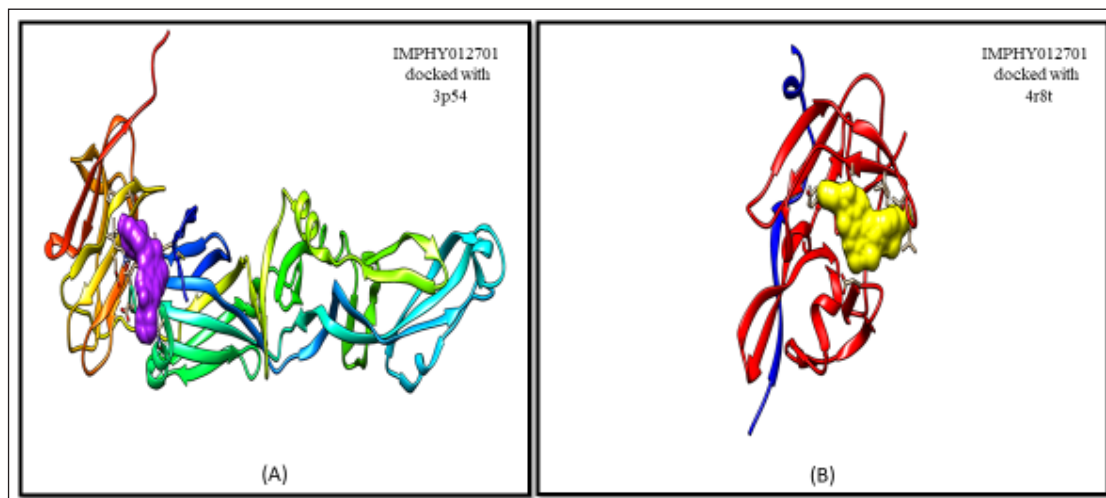 IMPHY012701
docked with
3p54
(A)
IMPHY012701
docked with
4r8t
(B)